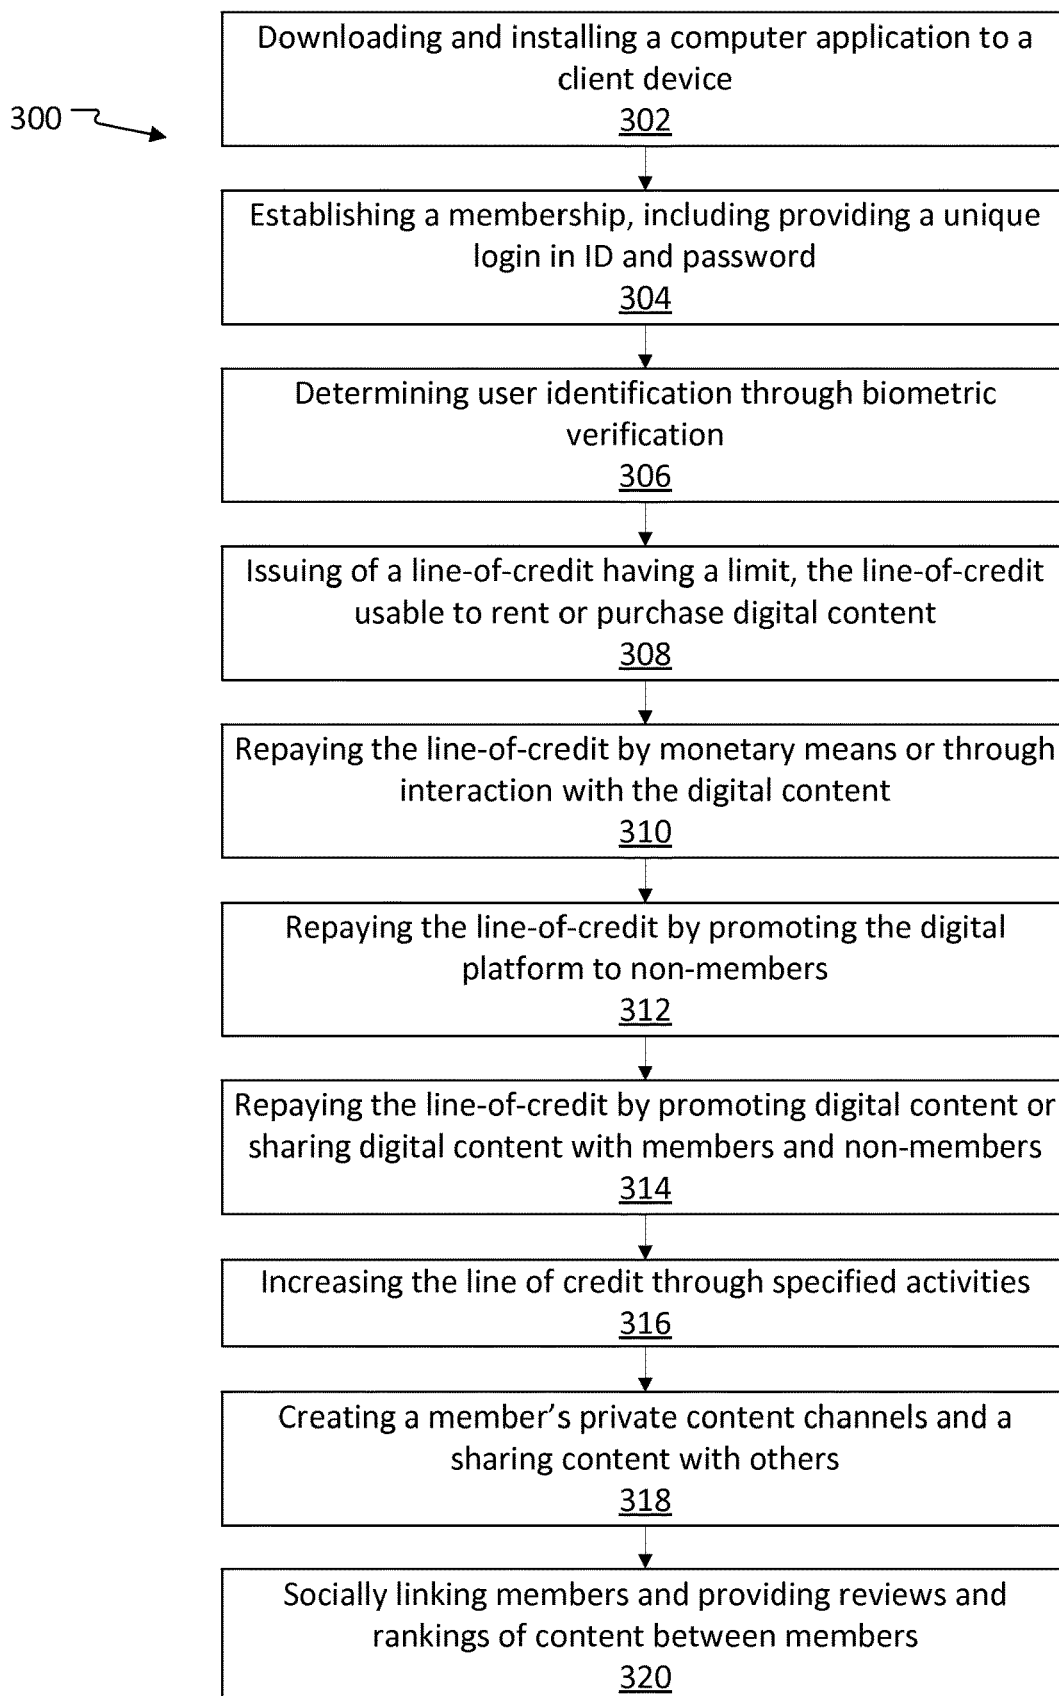 Downloading and installing a computer application to a
client device
302
300
Establishing a membership, including providing a unique
login in ID and password
304
Determining user identification through biometric
verification
306
Issuing of a line-of-credit having a limit, the line-of-credit
usable to rent or purchase digital content
308
Repaying the line-of-credit by monetary means or through
interaction with the digital content
310
Repaying the line-of-credit by promoting the digital
platform to non-members
312
Repaying the line-of-credit by promoting digital content or
sharing digital content with members and non-members
314
Increasing the line of credit through specified activities
316
Creating a member’s private content channels and a
sharing content with others
318
Socially linking members and providing reviews and
rankings of content between members
320